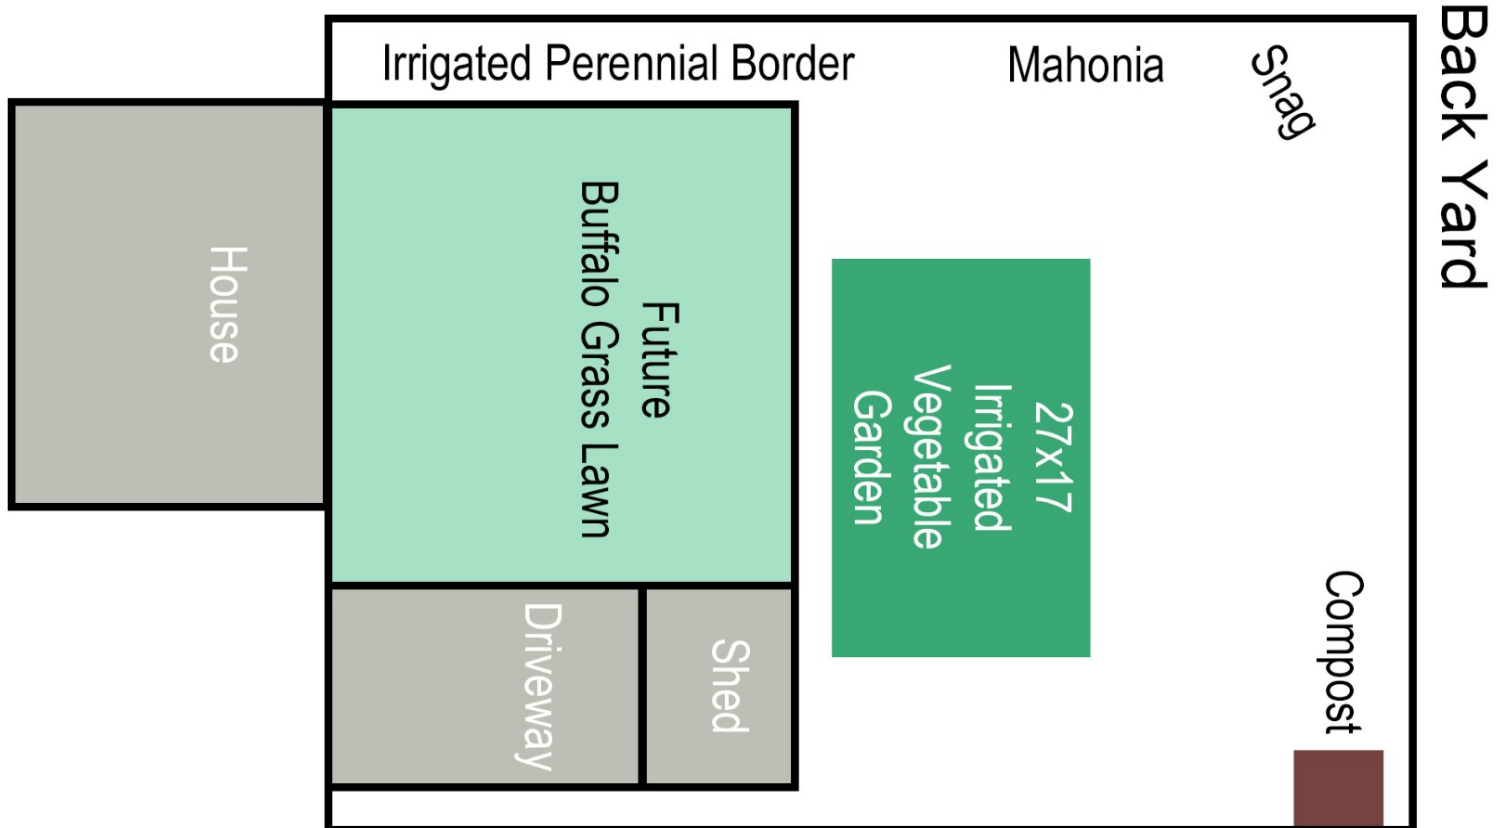 Back Yard
Irrigated Perennial Border
Mahonia
Snag
House
Future
Buffalo Grass Lawn
27x17
Irrigated
Vegetable
Garden
Driveway
Shed
Compost